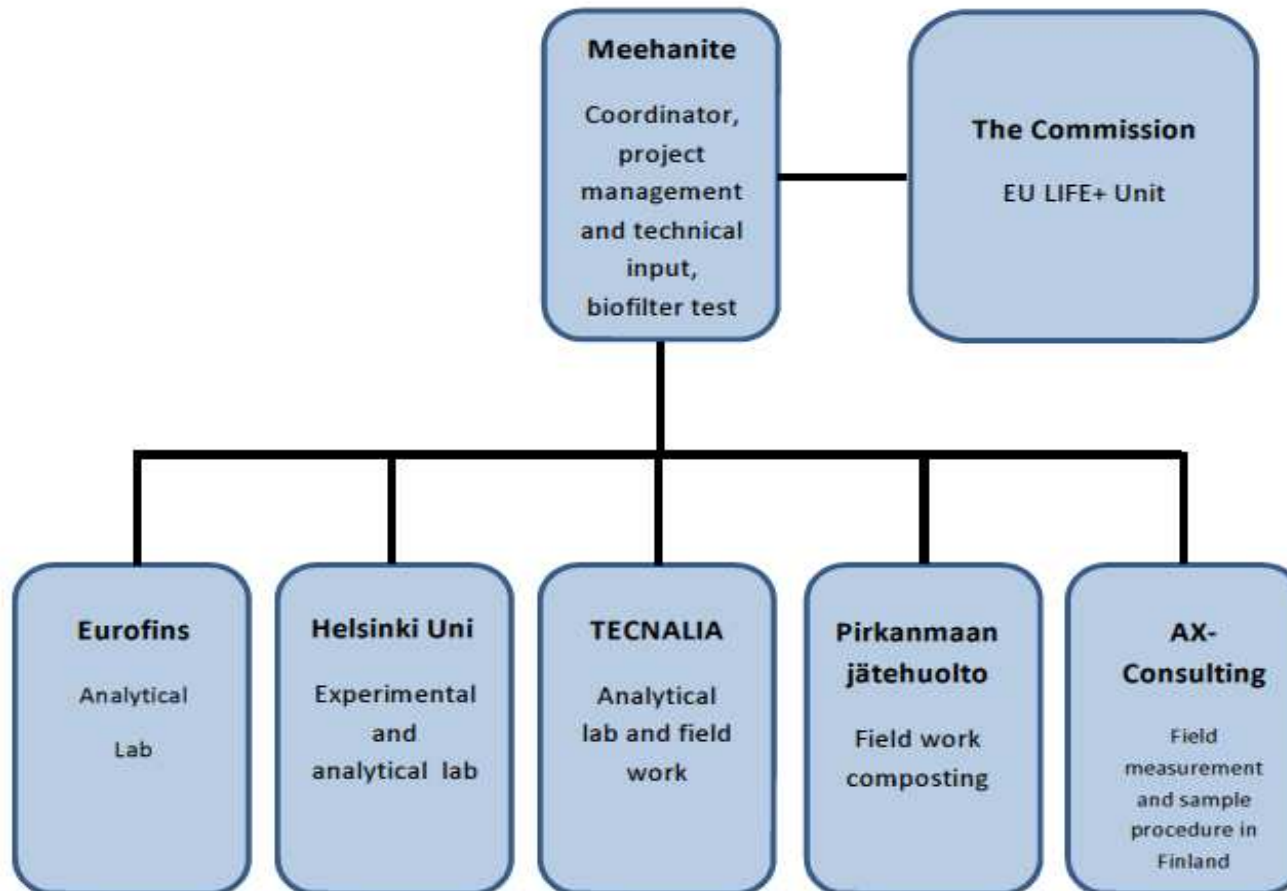 Meehanite
Coordinator,
project
management
and technical
input,
biofilter test
The Commission
EU LIFE+ Unit
Eurofins
Analytical
Lab
Helsinki Uni
Experimental
and
analytical lab
TECNALIA
Analytical
lab and field
work
Pirkanmaan
jätehuolto
Field work
composting
AX-
Consulting
Field
measurement
and sample
procedure in
Finland